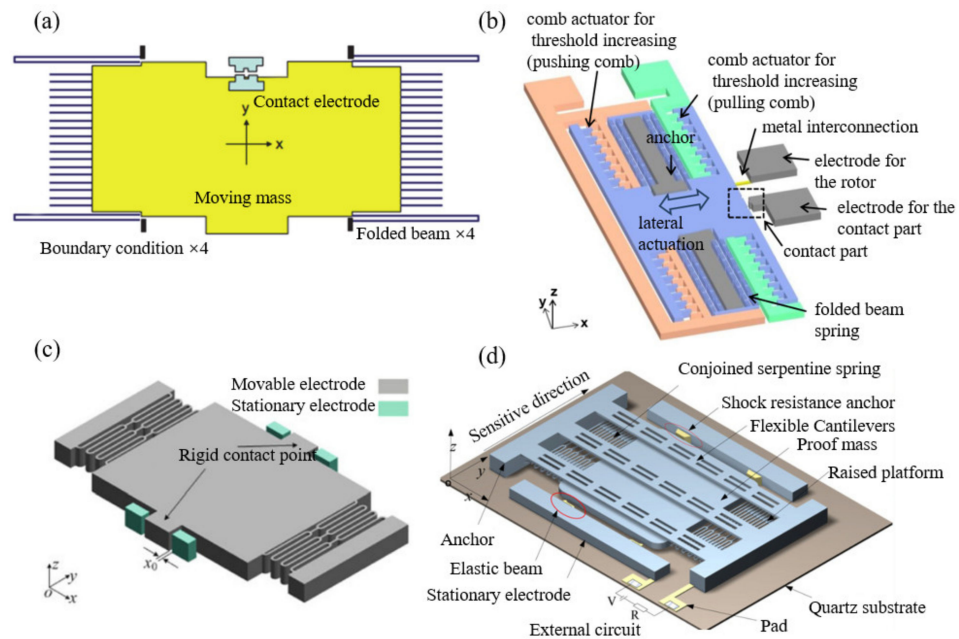 (a)
Contact electrode
y
x
Moving mass
Boundary condition ×4
Folded beam ×4
(b)
comb actuator for
threshold increasing
(pushing comb)
comb actuator for
threshold increasing
(pulling comb)
metal interconnection
anchor
electrode for
the rotor
electrode for the
contact part
lateral
actuation
contact part
folded beam
spring
z
y
x
(c)
Movable electrode
Stationary electrode
Rigid contact point
x0
z
y
o
x
(d)
Conjoined serpentine spring
Sensitive direction
Shock resistance anchor
Flexible Cantilevers
Proof mass
Raised platform
z
y
o
x
Anchor
Elastic beam
Stationary electrode
V
R
External circuit
Pad
Quartz substrate